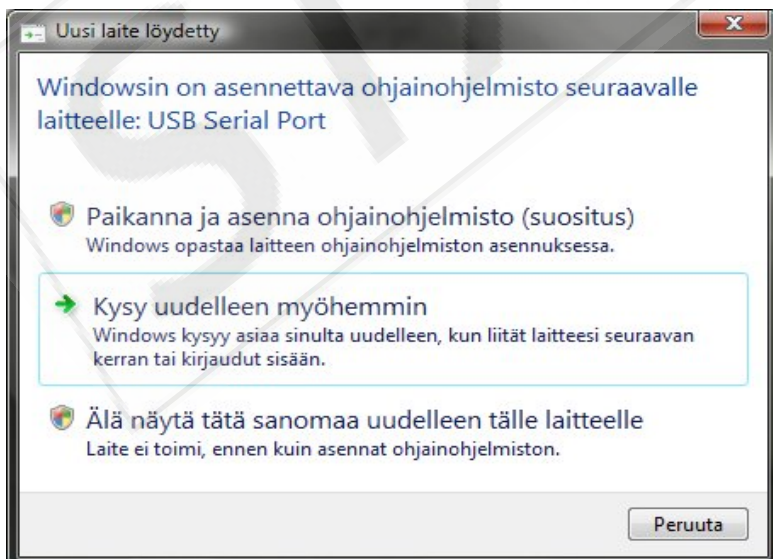 Uusi laite löydetty
Windowsin on asennettava ohjainohjelmisto seuraavalle
laitteelle: USB Serial Port
Paikanna ja asenna ohjainohjelmisto (suositus)
Windows opastaa laitteen ohjainohjelmiston asennuksessa.
Kysy uudelleen myöhemmin
Windows kysyy asiaa sinulta uudelleen, kun liität laitteesi seuraavan
kerran tai kirjaudut sisään.
Älä näytä tätä sanomaa uudelleen tälle laitteelle
Laite ei toimi, ennen kuin asennat ohjainohjelmiston.
Peruuta